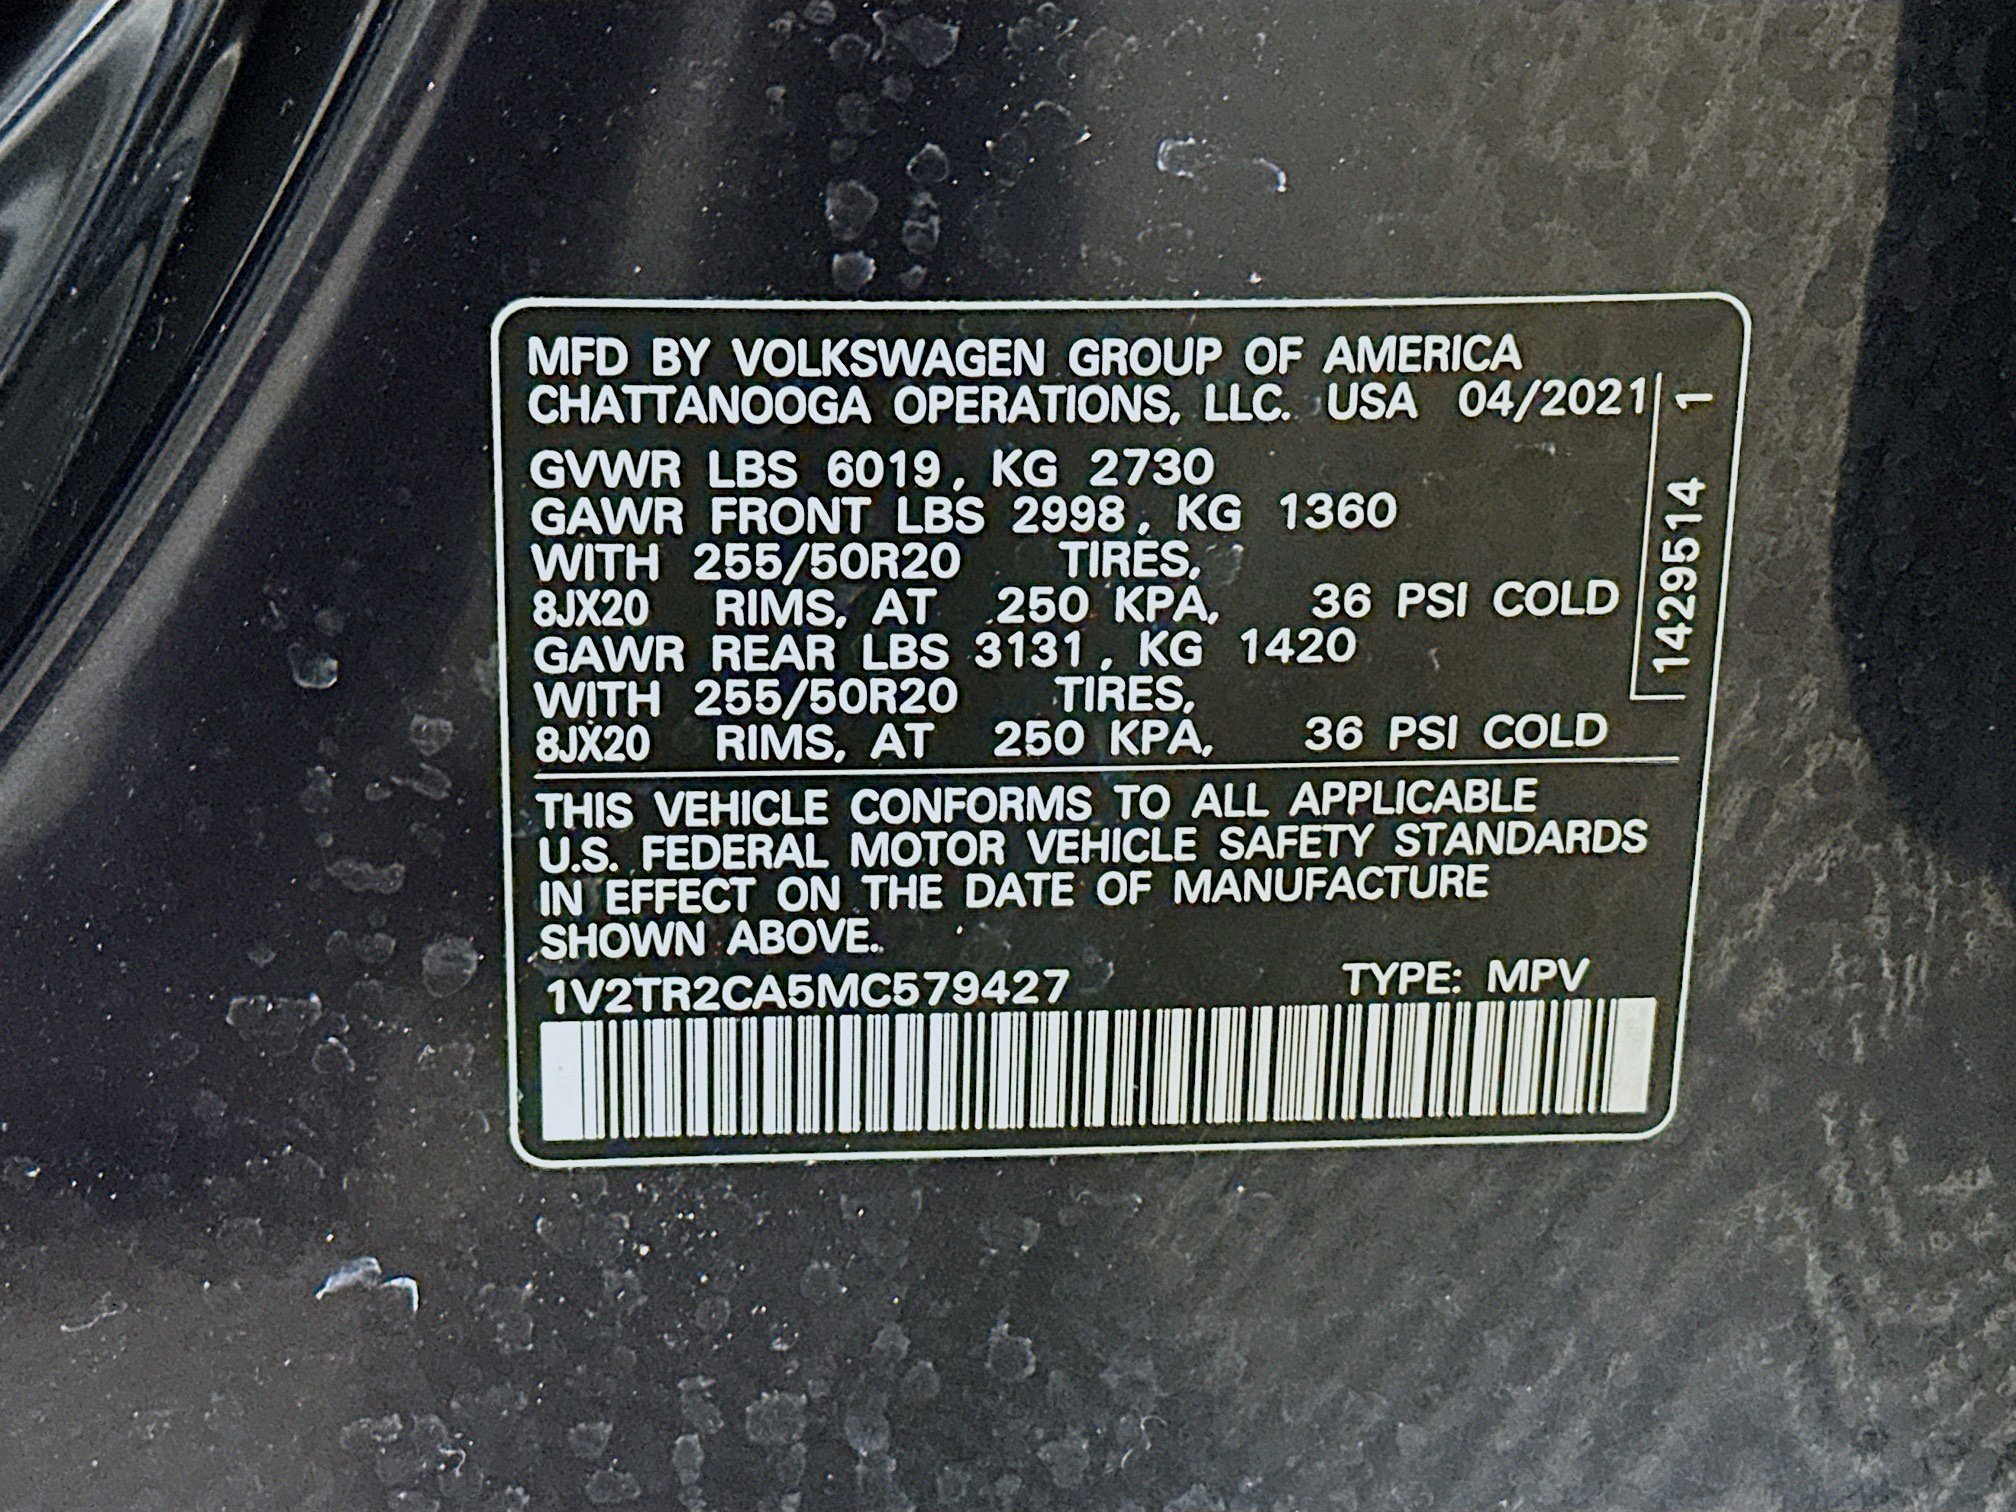 MFD BY VOLKSWAGEN GROUP OF AMERICA
CHATTANOOGA OPERATIONS, LLC. USA 04/2021
GVWR LBS 6019, KG 2730
GAWR FRONT LBS 2998, KG 1360
WITH 255/50R20 TIRES,
8JX20 RIMS, AT 250 KPA, 36 PSI COLD
GAWR REAR LBS 3131, KG 1420
WITH 255/50R20 TIRES,
8JX20 RIMS, AT 250 KPA, 36 PSI COLD
1429514 1
THIS VEHICLE CONFORMS TO ALL APPLICABLE
U.S. FEDERAL MOTOR VEHICLE SAFETY STANDARDS
IN EFFECT ON THE DATE OF MANUFACTURE
SHOWN ABOVE.
1V2TR2CA5MC579427 TYPE: MPV